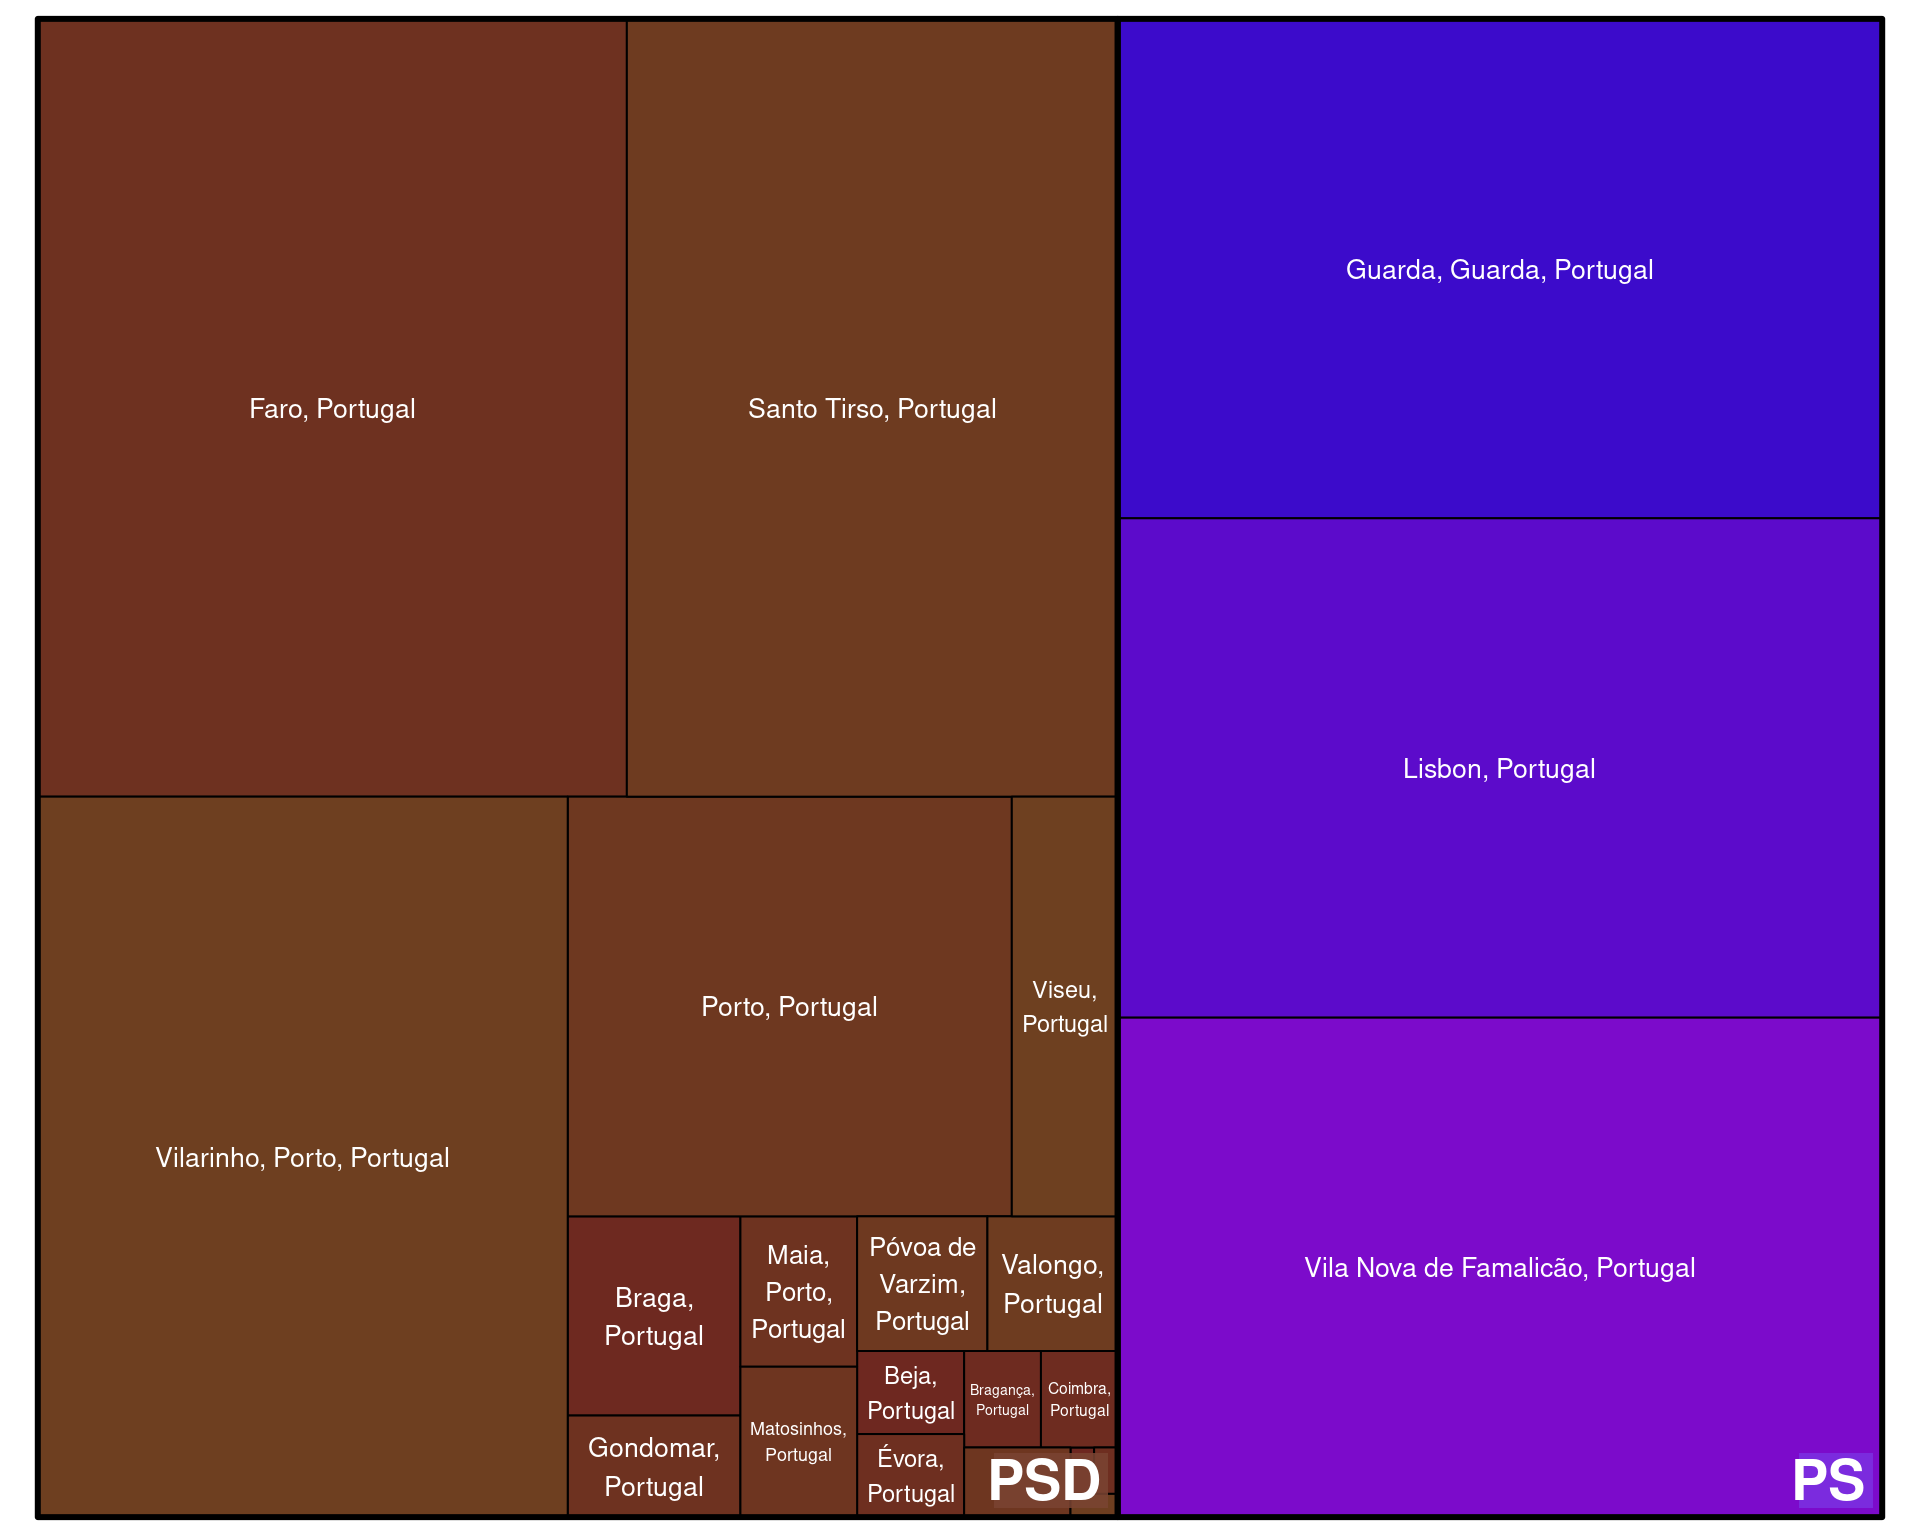 Faro, Portugal
Santo Tirso, Portugal
Guarda, Guarda, Portugal
Lisbon, Portugal
Vilarinho, Porto, Portugal
Porto, Portugal
Viseu,
Portugal
Vila Nova de Famalicão, Portugal
Braga,
Portugal
Maia,
Porto,
Portugal
Póvoa de
Varzim,
Portugal
Valongo,
Portugal
Gondomar,
Portugal
Matosinhos,
Portugal
Beja,
Portugal
Bragança,
Portugal
Coimbra,
Portugal
Évora,
Portugal
PSD
PS